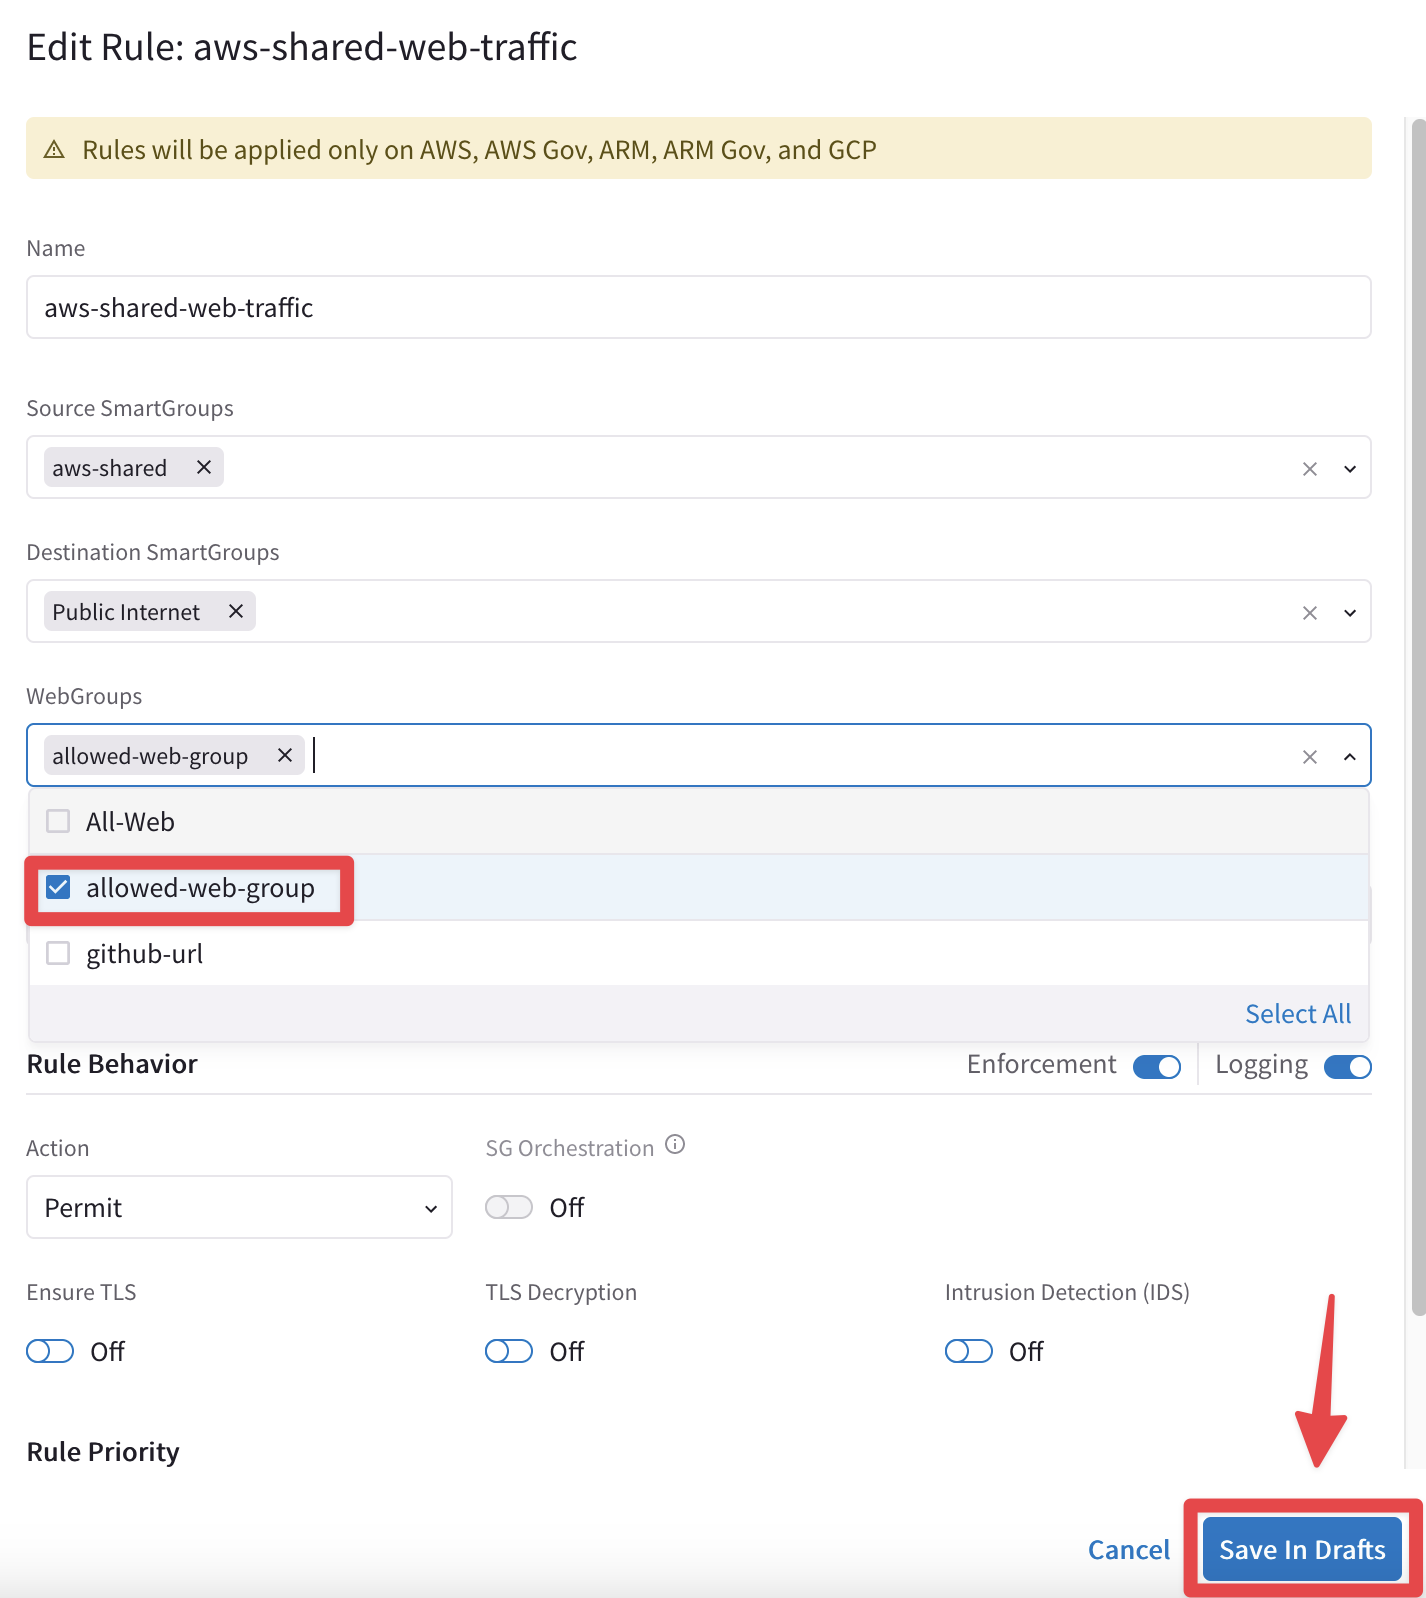 Edit Rule: aws-shared-web-traffic
Rules will be applied only on AWS, AWS Gov, ARM, ARM Gov, and GCP
Name
aws-shared-web-traffic
Source SmartGroups
aws-shared
Destination SmartGroups
Public Internet
WebGroups
allowed-web-group
All-Web
allowed-web-group
github-url
Select All
Rule Behavior Enforcement Logging
Action SG Orchestration
Permit Off
Ensure TLS TLS Decryption Intrusion Detection (IDS)
Off Off Off
Rule Priority
Cancel Save In Drafts